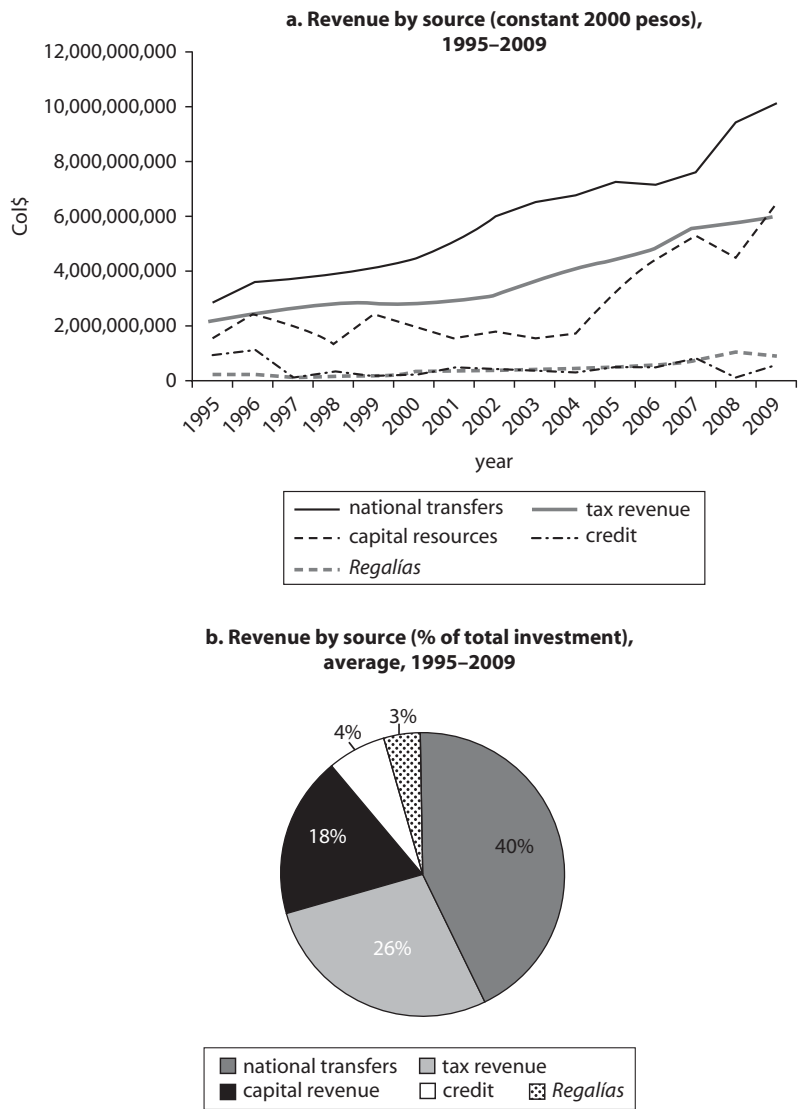 a. Revenue by source (constant 2000 pesos),
1995–2009
12,000,000,000
10,000,000,000
8,000,000,000
6,000,000,000
4,000,000,000
2,000,000,000
0
Col$
1995
1996
1997
1998
1999
2000
2001
2002
2003
2004
2005
2006
2007
2008
2009
year
national transfers
tax revenue
capital resources
credit
Regalías
b. Revenue by source (% of total investment),
average, 1995–2009
3%
4%
18%
40%
26%
national transfers
tax revenue
capital revenue
credit
Regalías